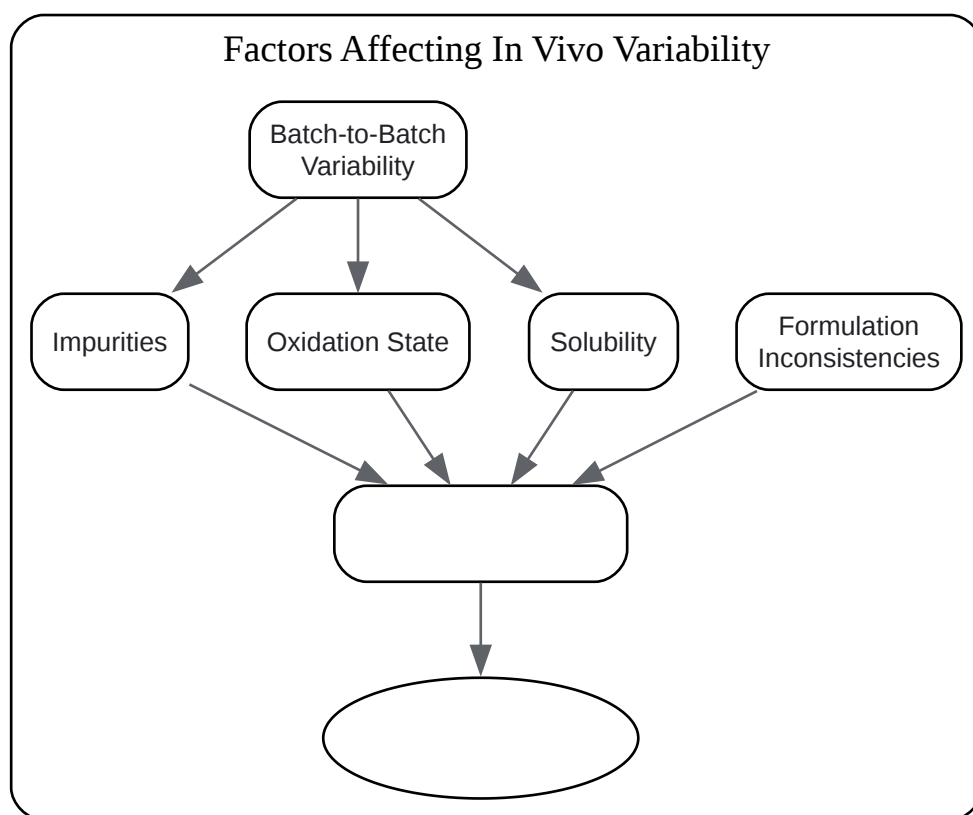 Factors Affecting In Vivo Variability
Batch-to-Batch
Variability
Impurities
Oxidation State
Solubility
Formulation
Inconsistencies